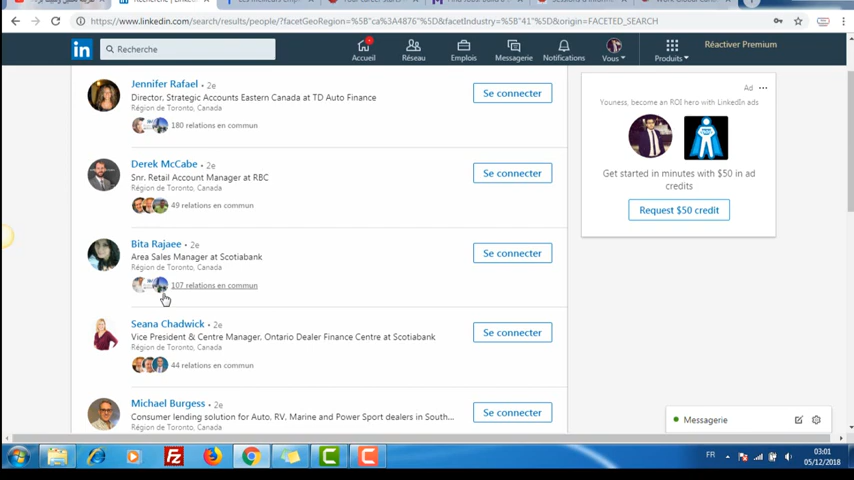 https://www.linkedin.com/search/results/people/?facetGeoRegion=%5B"ca%3A4876"%5D&facetIndustry=%5B"41"%5D&origin=FACETED_SEARCH
in
Recherche
Accueil
Réseau
Emplois
Messagerie
Notifications
Vous
Produits
Réactiver Premium
Jennifer Rafael • 2e
Director, Strategic Accounts Eastern Canada at TD Auto Finance
Région de Toronto, Canada
180 relations en commun
Se connecter
Derek McCabe • 2e
Snr. Retail Account Manager at RBC
Région de Toronto, Canada
49 relations en commun
Se connecter
Bita Rajaee • 2e
Area Sales Manager at Scotiabank
Région de Toronto, Canada
107 relations en commun
Se connecter
Seana Chadwick • 2e
Vice President & Centre Manager, Ontario Dealer Finance Centre at Scotiabank
Région de Toronto, Canada
44 relations en commun
Se connecter
Michael Burgess • 2e
Consumer lending solution for Auto, RV, Marine and Power Sport dealers in South...
Région de Toronto, Canada
Se connecter
Ad
Youness, become an ROI hero with LinkedIn ads
Get started in minutes with $50 in ad
credits
Request $50 credit
Messagerie
FR
03:01
05/12/2018